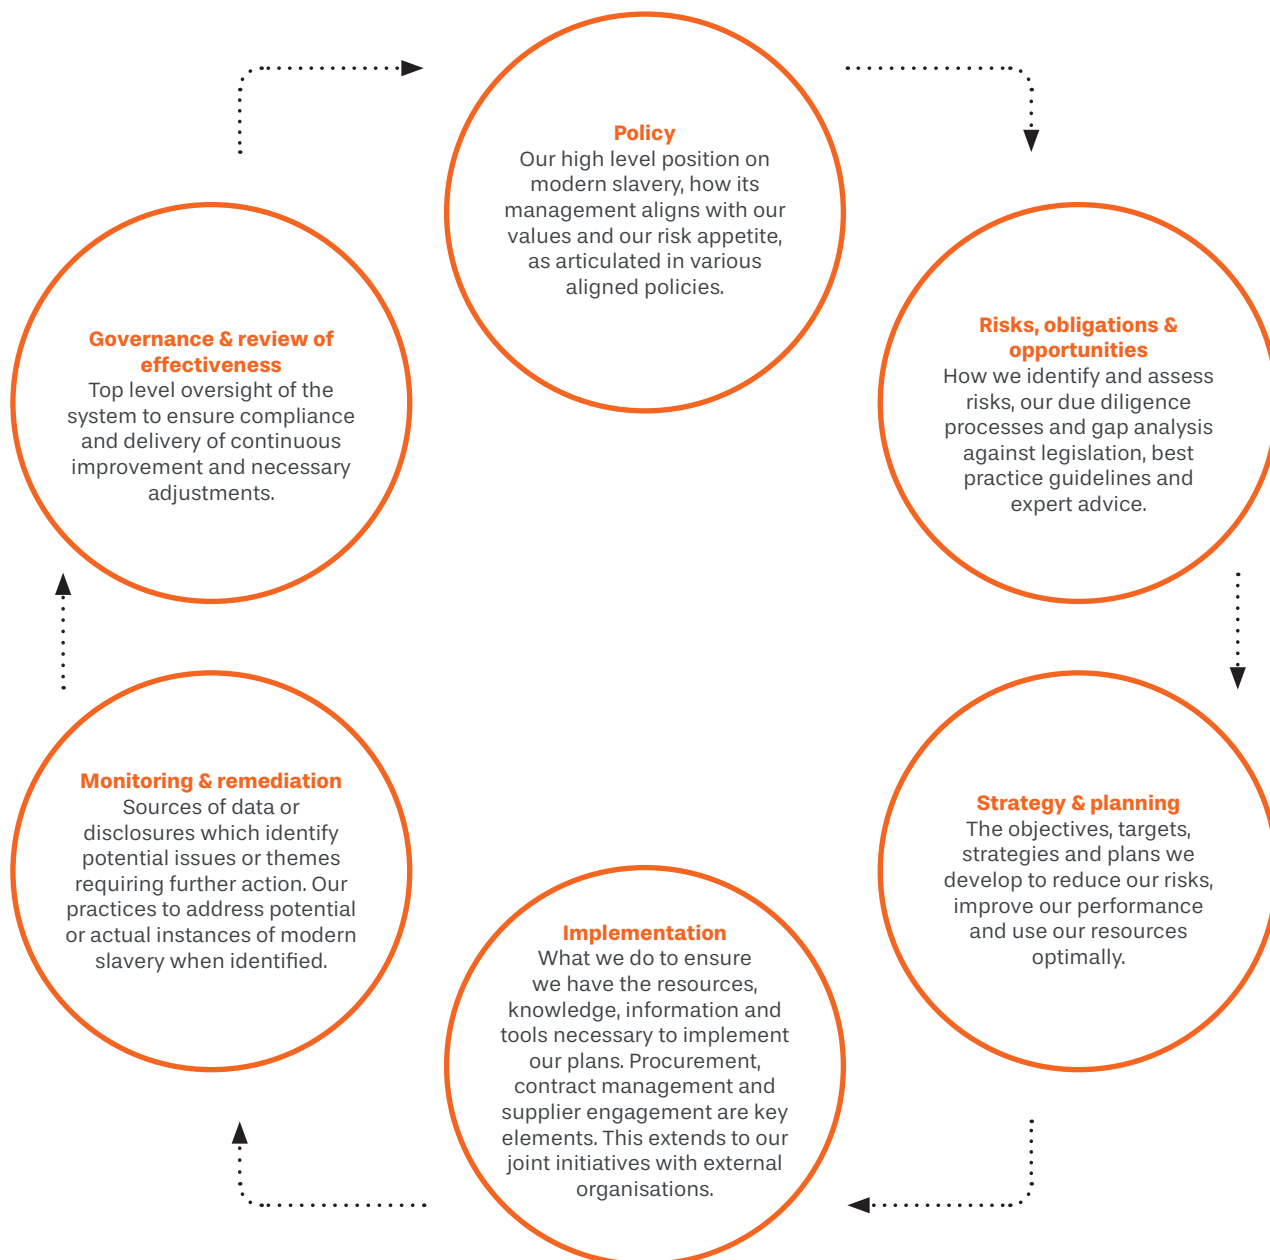 Policy
Our high level position on
modern slavery, how its
management aligns with our
values and our risk appetite,
as articulated in various
aligned policies.
Risks, obligations &
opportunities
How we identify and assess
risks, our due diligence
processes and gap analysis
against legislation, best
practice guidelines and
expert advice.
Strategy & planning
The objectives, targets,
strategies and plans we
develop to reduce our risks,
improve our performance
and use our resources
optimally.
Implementation
What we do to ensure
we have the resources,
knowledge, information and
tools necessary to implement
our plans. Procurement,
contract management and
supplier engagement are key
elements. This extends to our
joint initiatives with external
organisations.
Monitoring & remediation
Sources of data or
disclosures which identify
potential issues or themes
requiring further action. Our
practices to address potential
or actual instances of modern
slavery when identified.
Governance & review of
effectiveness
Top level oversight of the
system to ensure compliance
and delivery of continuous
improvement and necessary
adjustments.